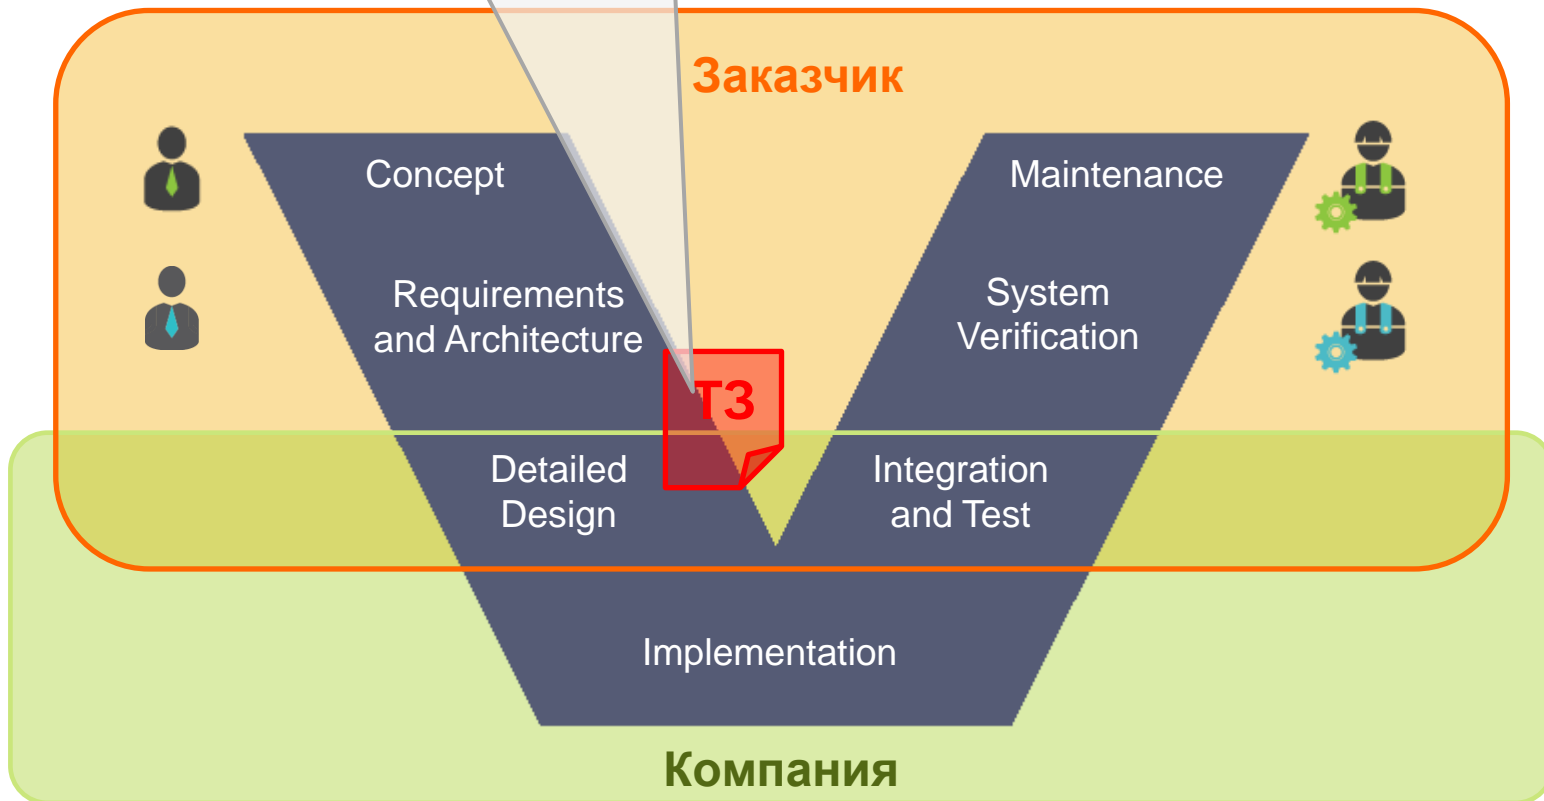 Заказчик
Concept
Maintenance
Requirements
and Architecture
System
Verification
ТЗ
Detailed
Design
Integration
and Test
Implementation
Компания